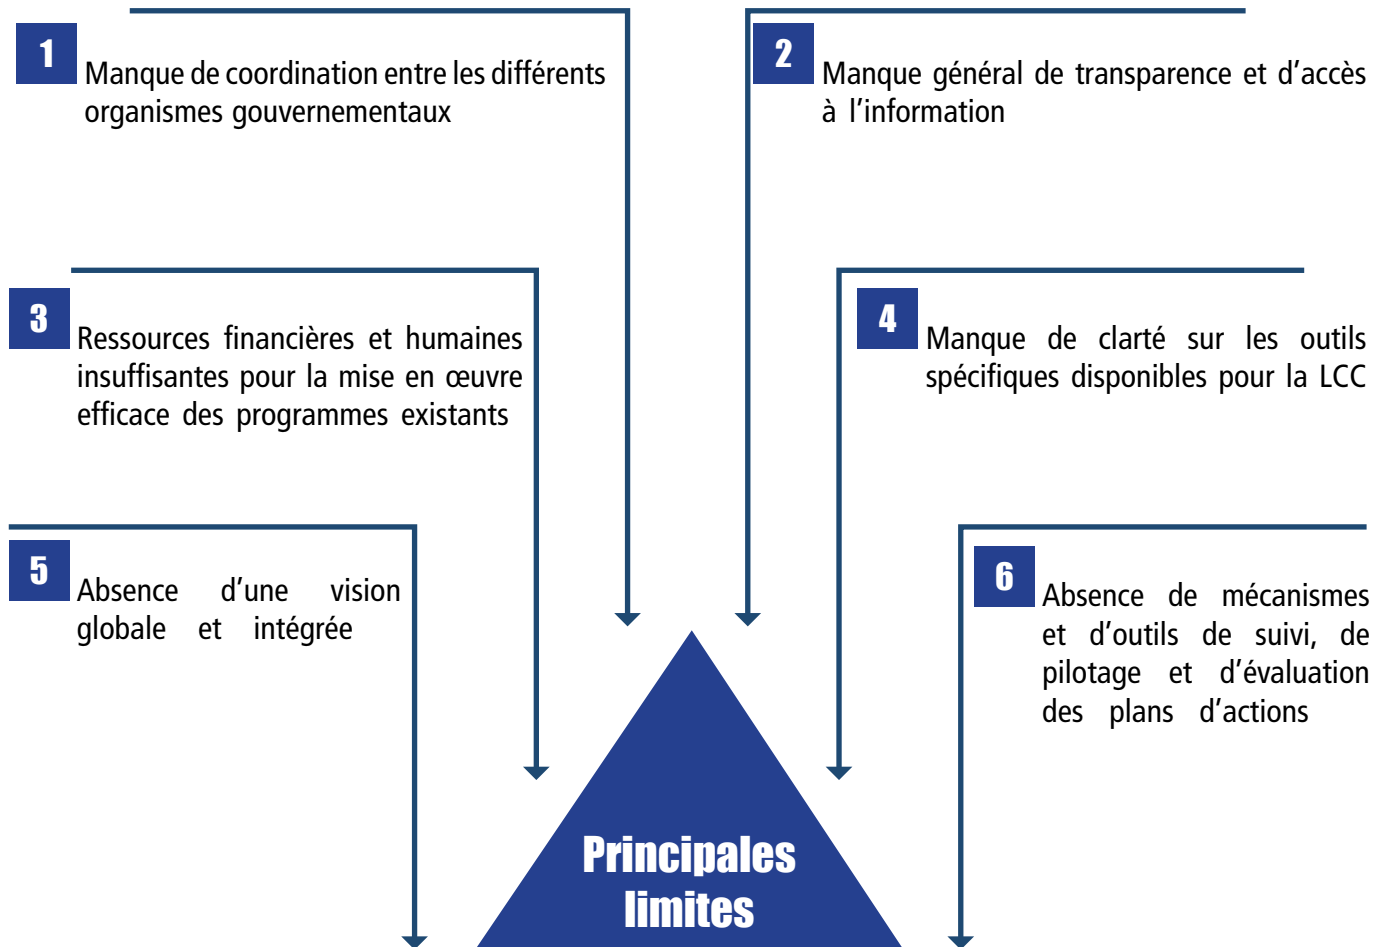 1
Manque de coordination entre les différents
organismes gouvernementaux
2
Manque général de transparence et d’accès
à l’information
3
Ressources financières et humaines
insuffisantes pour la mise en œuvre
efficace des programmes existants
4
Manque de clarté sur les outils
spécifiques disponibles pour la LCC
5
Absence d’une vision
globale et intégrée
6
Absence de mécanismes
et d’outils de suivi, de
pilotage et d’évaluation
des plans d’actions
Principales
limites